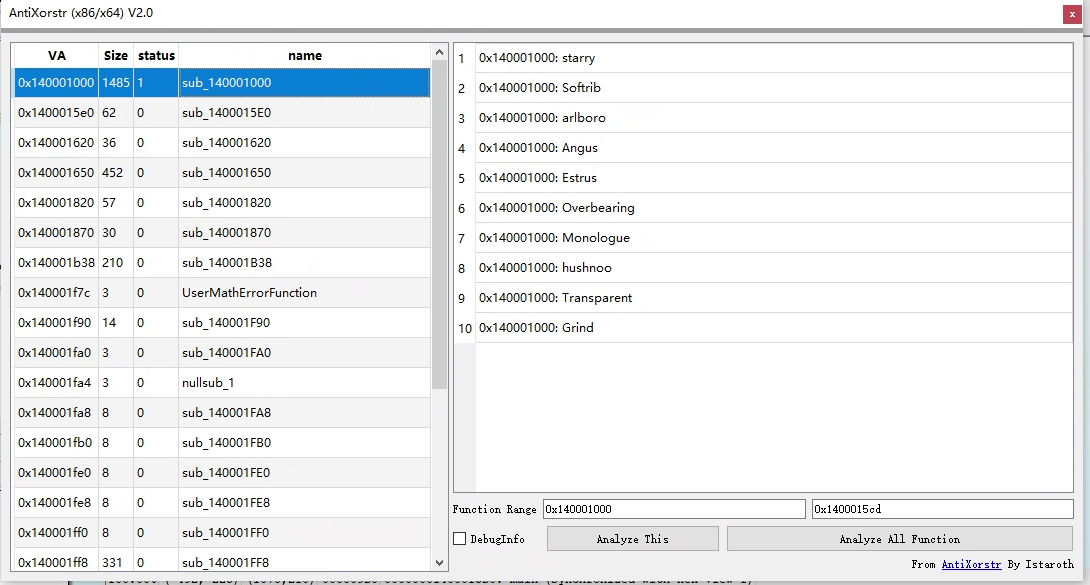 AntiXorstr (x86/x64) V2.0
x
VA Size status name
0x140001000 1485 1 sub_140001000
0x1400015e0 62 0 sub_1400015E0
0x140001620 36 0 sub_140001620
0x140001650 452 0 sub_140001650
0x140001820 57 0 sub_140001820
0x140001870 30 0 sub_140001870
0x140001b38 210 0 sub_140001B38
0x140001f7c 3 0 UserMathErrorFunction
0x140001f90 14 0 sub_140001F90
0x140001fa0 3 0 sub_140001FA0
0x140001fa4 3 0 nullsub_1
0x140001fa8 8 0 sub_140001FA8
0x140001fb0 8 0 sub_140001FB0
0x140001fe0 8 0 sub_140001FE0
0x140001fe8 8 0 sub_140001FE8
0x140001ff0 8 0 sub_140001FF0
0x140001ff8 331 0 sub_140001FF8
1 0x140001000: starry
2 0x140001000: Softrib
3 0x140001000: arlboro
4 0x140001000: Angus
5 0x140001000: Estrus
6 0x140001000: Overbearing
7 0x140001000: Monologue
8 0x140001000: hushnoo
9 0x140001000: Transparent
10 0x140001000: Grind
Function Range 0x140001000 0x1400015cd
DebugInfo Analyze This Analyze All Function
From AntiXorstr By Istaroth